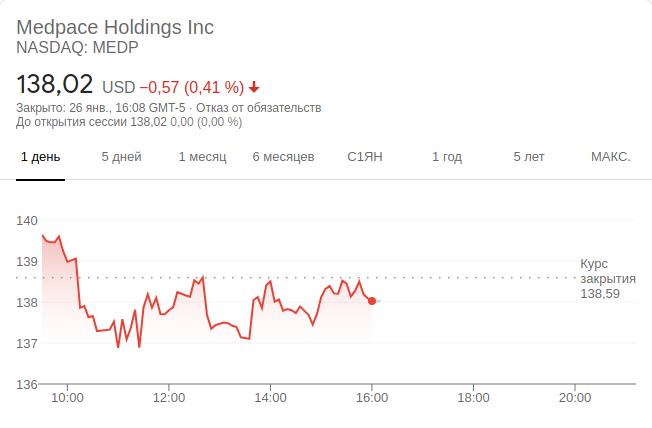 Medpace Holdings Inc
NASDAQ: MEDP
138,02 USD −0,57 (0,41 %)
Закрыто: 26 янв., 16:08 GMT-5 · Отказ от обязательств
До открытия сессии 138,02 0,00 (0,00 %)
1 день 5 дней 1 месяц 6 месяцев С1ЯН 1 год 5 лет МАКС.
140
139
138
137
136
Курс
закрытия
138,59
10:00 12:00 14:00 16:00 18:00 20:00